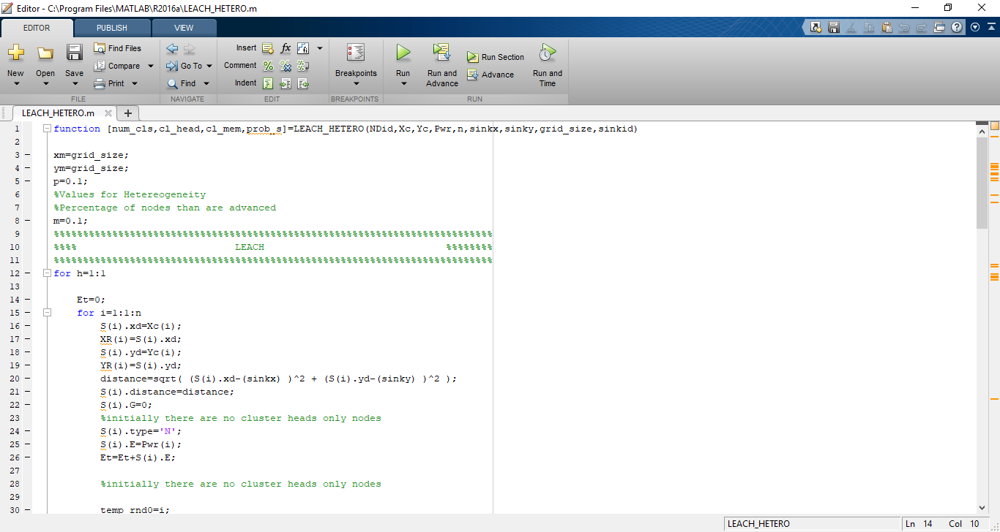 Editor - C:\Program Files\MATLAB\R2016a\LEACH_HETERO.m
EDITOR PUBLISH VIEW
New Open Save Find Files Compare Print
Go To Find
Insert fx Comment Indent
Breakpoints
Run Run and Advance Run Section Advance Run and Time
FILE NAVIGATE EDIT BREAKPOINTS RUN
LEACH_HETERO.m
1 function [num_cls,cl_head,cl_mem,prob_s]=LEACH_HETERO(NDid,Xc,Yc,Pwr,n,sinkx,sinky,grid_size,sinkid)
2
3 xm=grid_size;
4 ym=grid_size;
5 p=0.1;
6 %Values for Hetereogeneity
7 %Percentage of nodes than are advanced
8 m=0.1;
9 %%%%%%%%%%%%%%%%%%%%%%%%%%%%%%%%%%%%%%%%%%%%%%%%%%%%%%%%%%%%%%%%%%%%%%%%%%%
10 %%%% LEACH %%%%%%%%
11 %%%%%%%%%%%%%%%%%%%%%%%%%%%%%%%%%%%%%%%%%%%%%%%%%%%%%%%%%%%%%%%%%%%%%%%%%%%
12 for h=1:1
13
14 Et=0;
15 for i=1:1:n
16 S(i).xd=Xc(i);
17 XR(i)=S(i).xd;
18 S(i).yd=Yc(i);
19 YR(i)=S(i).yd;
20 distance=sqrt( (S(i).xd-(sinkx) )^2 + (S(i).yd-(sinky) )^2 );
21 S(i).distance=distance;
22 S(i).G=0;
23 %initially there are no cluster heads only nodes
24 S(i).type='N';
25 S(i).E=Pwr(i);
26 Et=Et+S(i).E;
27
28 %initially there are no cluster heads only nodes
29
30 temp_rnd0=i;
LEACH_HETERO Ln 14 Col 10